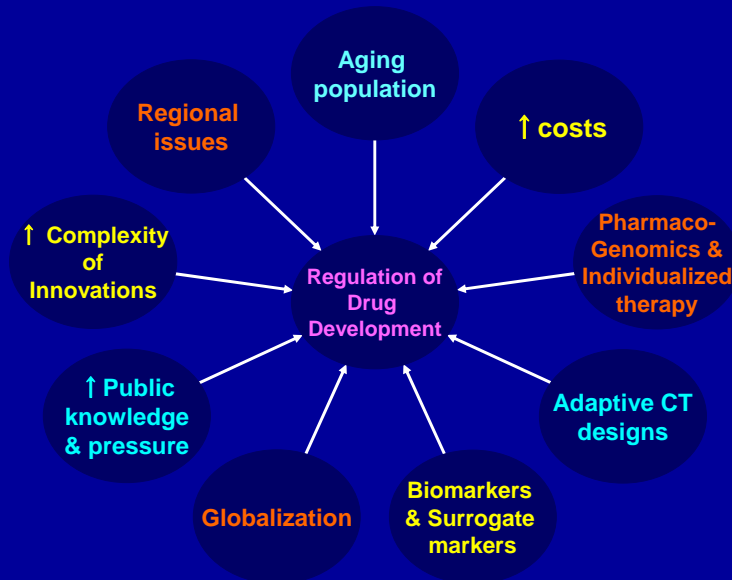 Aging
population
↑ costs
Pharmaco-
Genomics &
Individualized
therapy
Adaptive CT
designs
Biomarkers
& Surrogate
markers
Globalization
↑ Public
knowledge
& pressure
↑ Complexity
of
Innovations
Regional
issues
Regulation of
Drug
Development